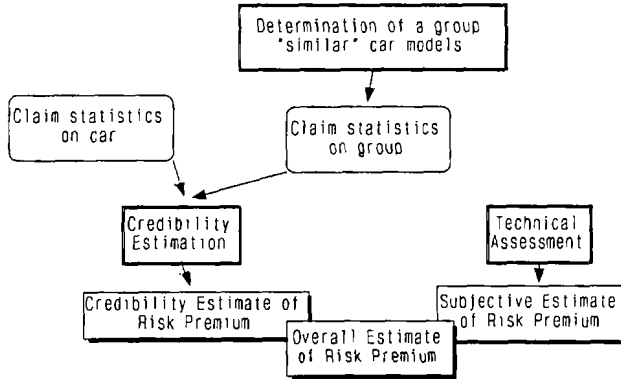 Determination of a group
"similar" car models
Claim statistics
on car
Claim statistics
on group
Credibility
Estimation
Technical
Assessment
Credibility Estimate of
Risk Premium
Subjective Estimate
of Risk Premium
Overall Estimate
of Risk Premium